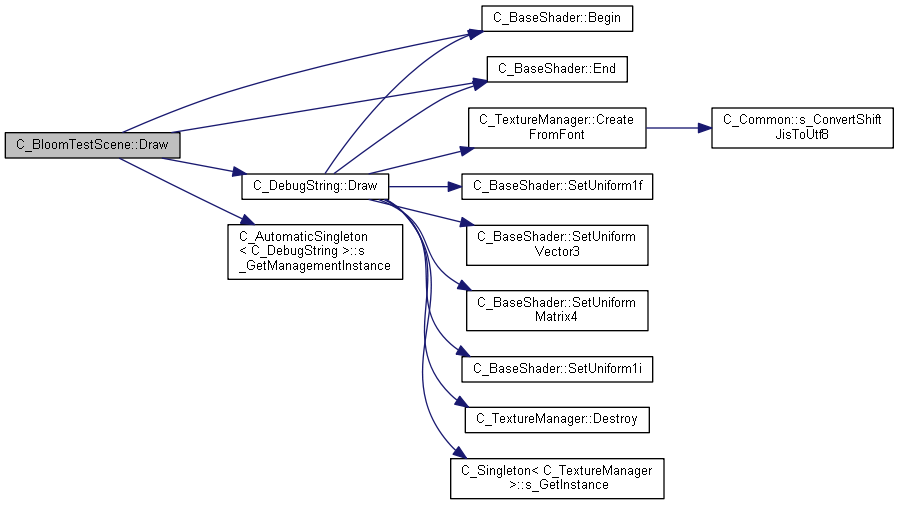 C_BaseShader::Begin
C_BaseShader::End
C_TextureManager::Create
FromFont
C_Common::s_ConvertShift
JisToUtf8
C_BloomTestScene::Draw
C_DebugString::Draw
C_BaseShader::SetUniform1f
C_AutomaticSingleton
< C_DebugString >::s
_GetManagementInstance
C_BaseShader::SetUniform
Vector3
C_BaseShader::SetUniform
Matrix4
C_BaseShader::SetUniform1i
C_TextureManager::Destroy
C_Singleton< C_TextureManager
>::s_GetInstance